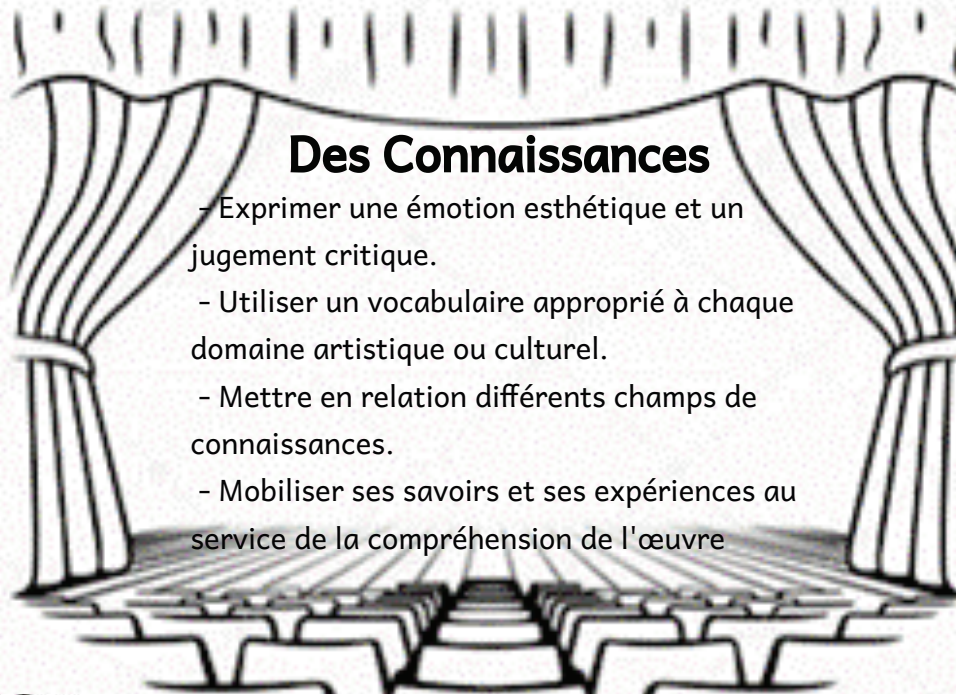 Des Connaissances
- Exprimer une émotion esthétique et un
jugement critique.
- Utiliser un vocabulaire approprié à chaque
domaine artistique ou culturel.
- Mettre en relation différents champs de
connaissances.
- Mobiliser ses savoirs et ses expériences au
service de la compréhension de l'œuvre